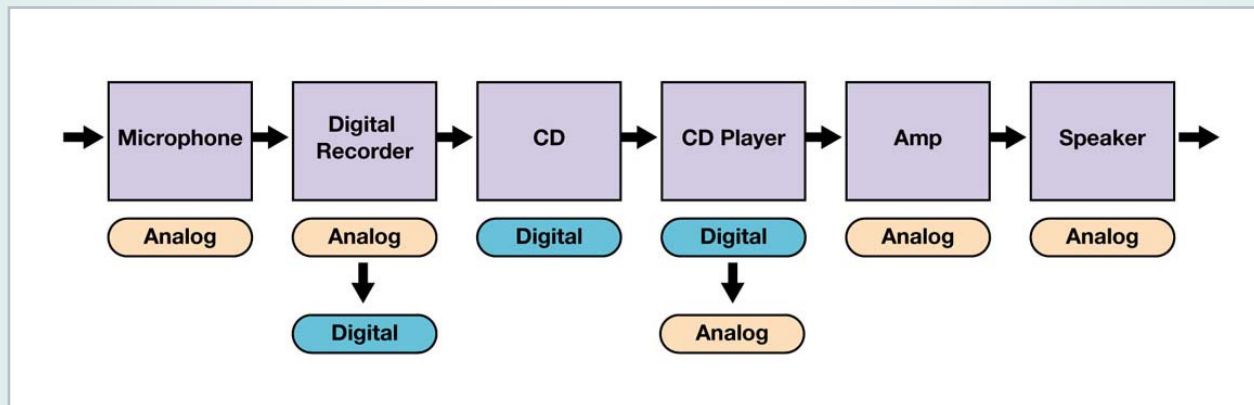 Microphone
Digital
Recorder
CD
CD Player
Amp
Speaker
Analog
Analog
Digital
Digital
Analog
Analog
Digital
Analog